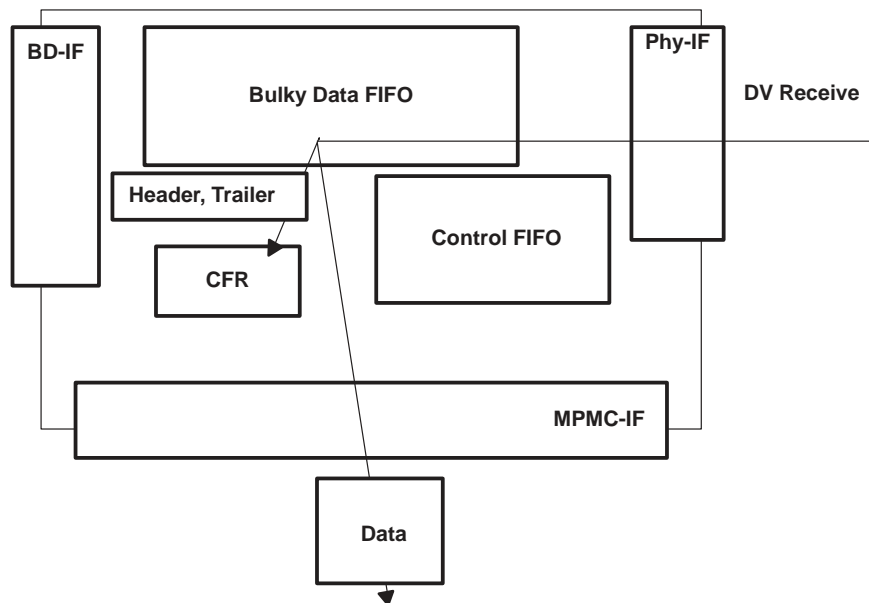 BD-IF
Phy-IF
Bulky Data FIFO
DV Receive
Header, Trailer
Control FIFO
CFR
MPMC-IF
Data